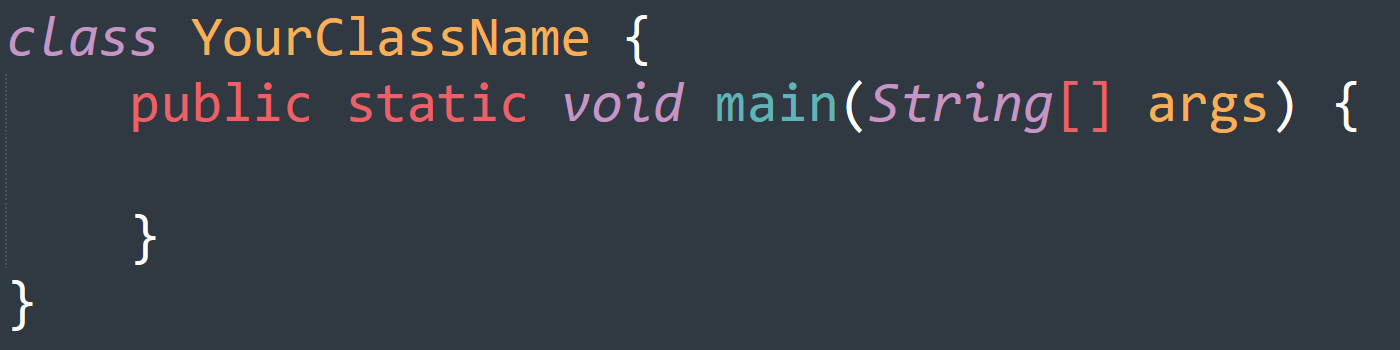 class YourClassName {
    public static void main(String[] args) {

    }
}